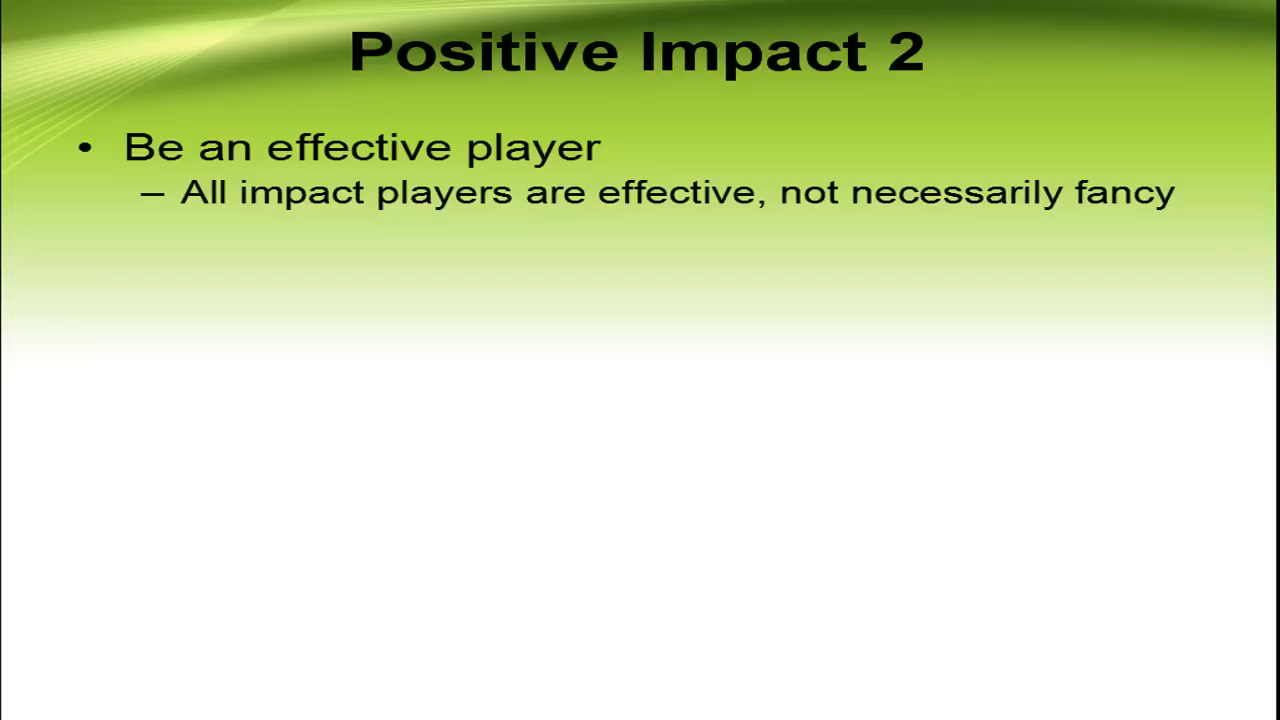 Positive Impact 2
• Be an effective player
– All impact players are effective, not necessarily fancy